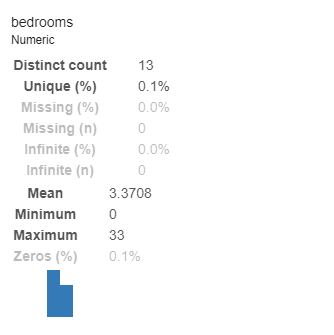 bedrooms
Numeric
Distinct count 13
Unique (%) 0.1%
Missing (%) 0.0%
Missing (n) 0
Infinite (%) 0.0%
Infinite (n) 0
Mean 3.3708
Minimum 0
Maximum 33
Zeros (%) 0.1%